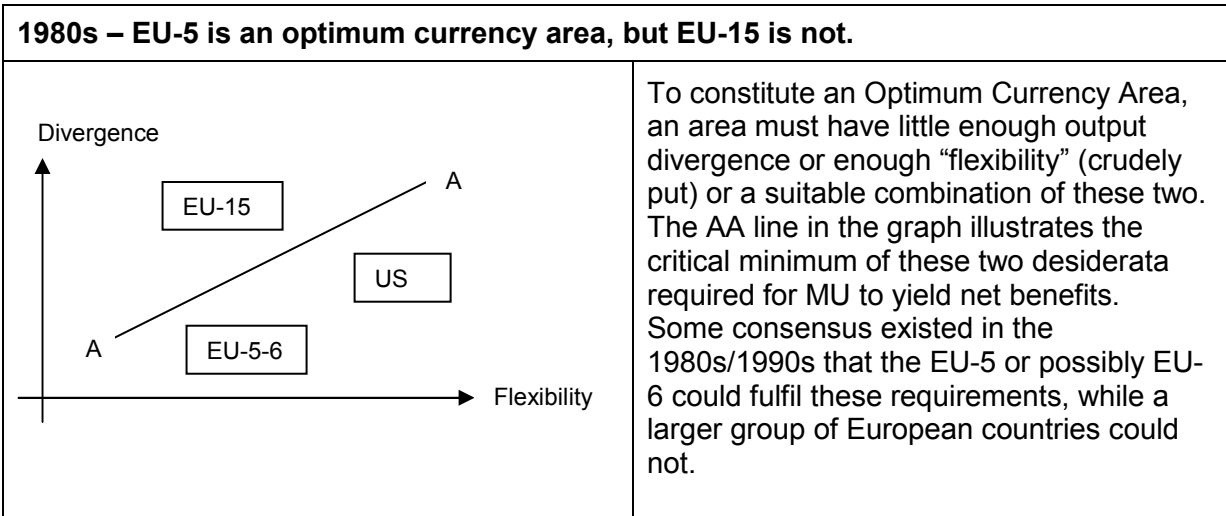 1980s – EU-5 is an optimum currency area, but EU-15 is not.
Divergence
A
EU-15
US
A
EU-5-6
Flexibility
To constitute an Optimum Currency Area,
an area must have little enough output
divergence or enough “flexibility” (crudely
put) or a suitable combination of these two.
The AA line in the graph illustrates the
critical minimum of these two desiderata
required for MU to yield net benefits.
Some consensus existed in the
1980s/1990s that the EU-5 or possibly EU-
6 could fulfil these requirements, while a
larger group of European countries could
not.